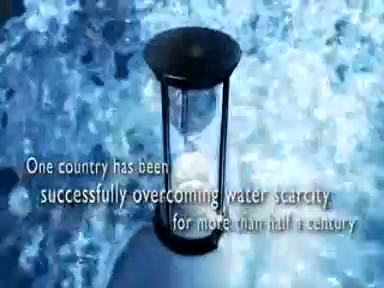 One country has been
successfully overcoming water scarcity
for more than half a century